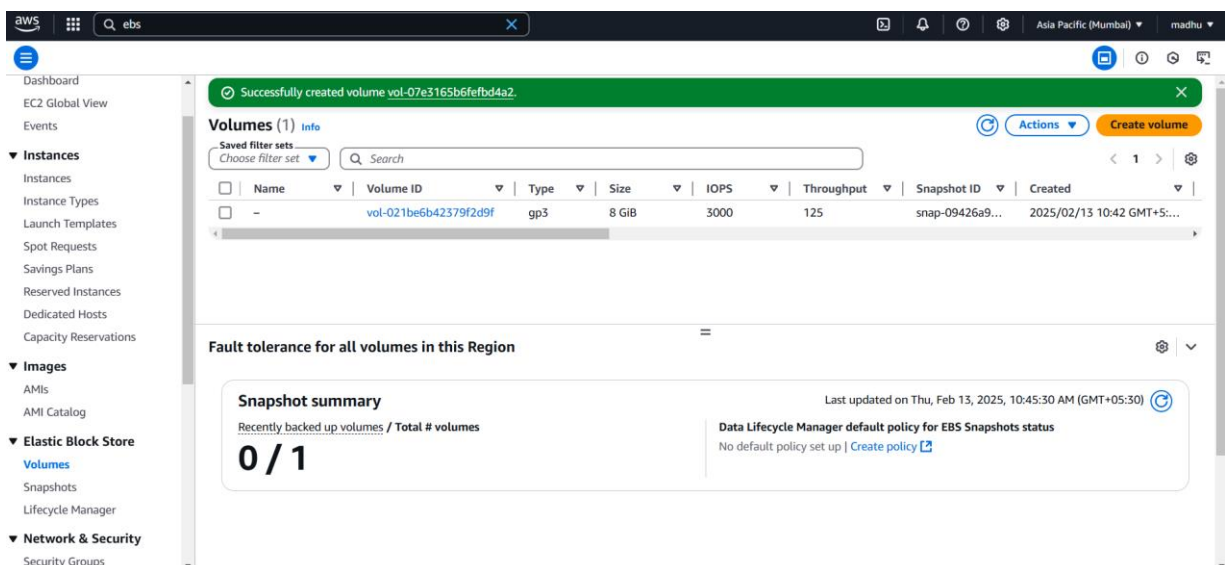 aws
ebs
Asia Pacific (Mumbai)
madhu
Dashboard
EC2 Global View
Events
Instances
Instances
Instance Types
Launch Templates
Spot Requests
Savings Plans
Reserved Instances
Dedicated Hosts
Capacity Reservations
Images
AMIs
AMI Catalog
Elastic Block Store
Volumes
Snapshots
Lifecycle Manager
Network & Security
Security Groups
Successfully created volume vol-07e3165b6fefbd4a2.
Volumes (1) Info
Actions
Create volume
Saved filter sets
Choose filter set
Search
1
Name Volume ID Type Size IOPS Throughput Snapshot ID Created
– vol-021be6b42379f2d9f gp3 8 GiB 3000 125 snap-09426a9... 2025/02/13 10:42 GMT+5:...
Fault tolerance for all volumes in this Region
Snapshot summary
Last updated on Thu, Feb 13, 2025, 10:45:30 AM (GMT+05:30)
Recently backed up volumes / Total # volumes
0 / 1
Data Lifecycle Manager default policy for EBS Snapshots status
No default policy set up | Create policy